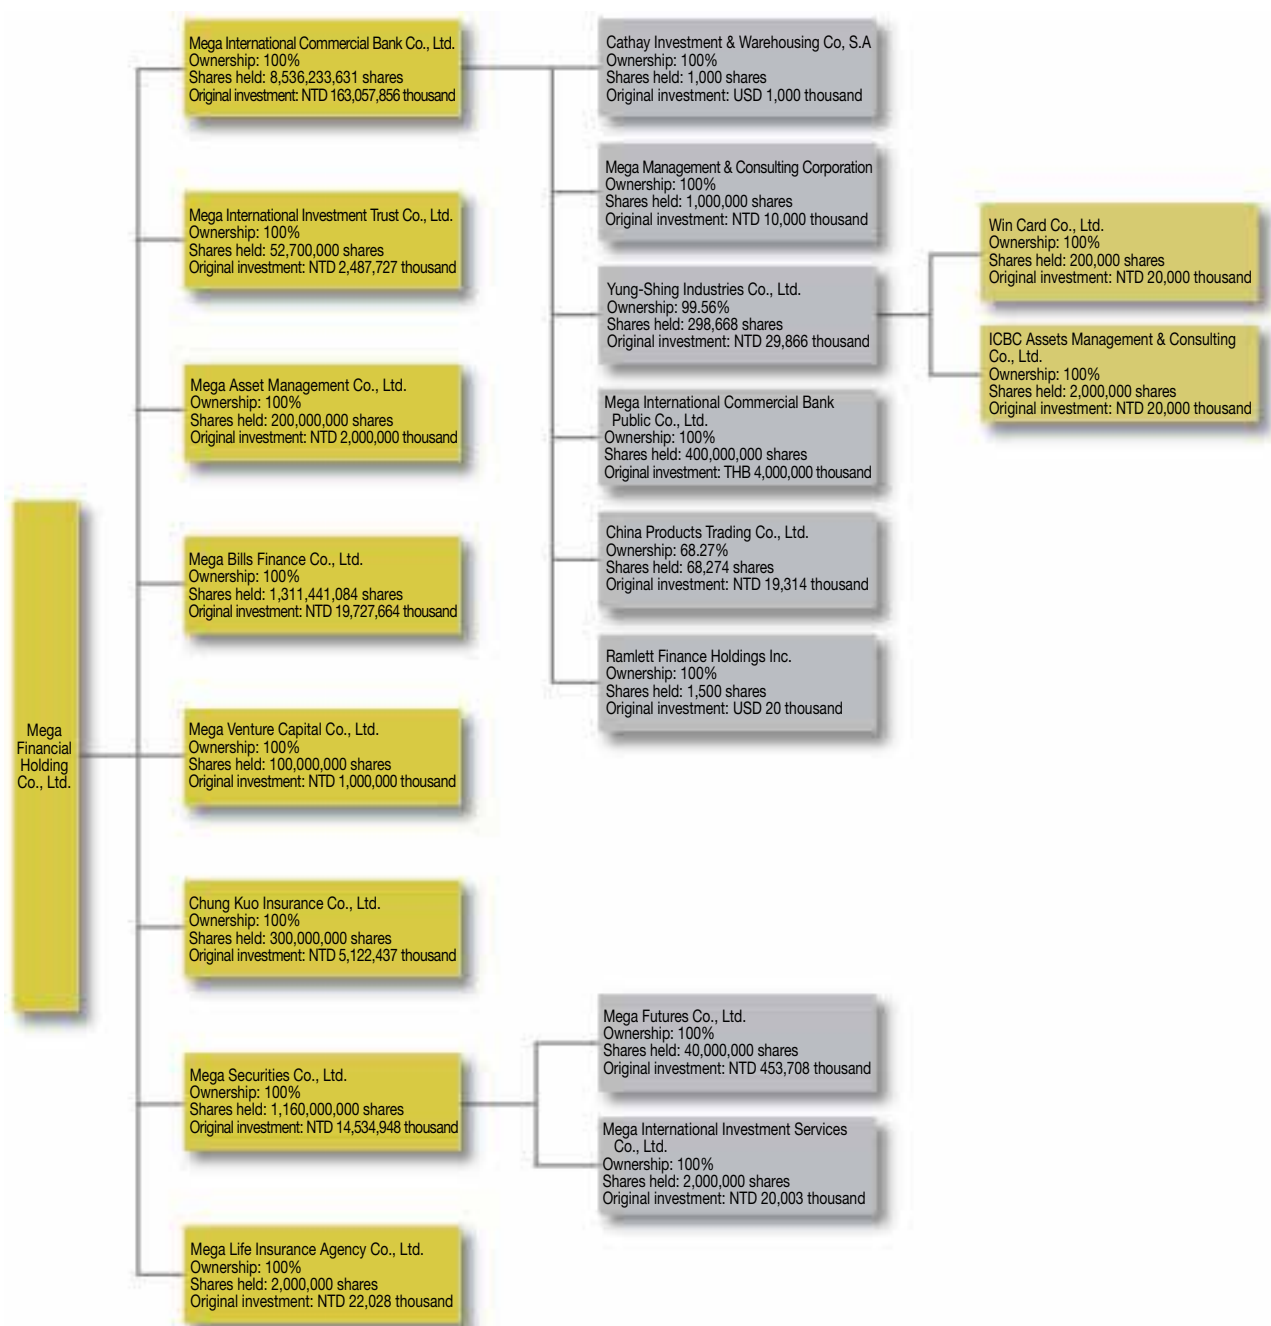 Mega
Financial
Holding
Co., Ltd.
Mega International Commercial Bank Co., Ltd.
Ownership: 100%
Shares held: 8,536,233,631 shares
Original investment: NTD 163,057,856 thousand
Mega International Investment Trust Co., Ltd.
Ownership: 100%
Shares held: 52,700,000 shares
Original investment: NTD 2,487,727 thousand
Mega Asset Management Co., Ltd.
Ownership: 100%
Shares held: 200,000,000 shares
Original investment: NTD 2,000,000 thousand
Mega Bills Finance Co., Ltd.
Ownership: 100%
Shares held: 1,311,441,084 shares
Original investment: NTD 19,727,664 thousand
Mega Venture Capital Co., Ltd.
Ownership: 100%
Shares held: 100,000,000 shares
Original investment: NTD 1,000,000 thousand
Chung Kuo Insurance Co., Ltd.
Ownership: 100%
Shares held: 300,000,000 shares
Original investment: NTD 5,122,437 thousand
Mega Securities Co., Ltd.
Ownership: 100%
Shares held: 1,160,000,000 shares
Original investment: NTD 14,534,948 thousand
Mega Life Insurance Agency Co., Ltd.
Ownership: 100%
Shares held: 2,000,000 shares
Original investment: NTD 22,028 thousand
Cathay Investment & Warehousing Co, S.A
Ownership: 100%
Shares held: 1,000 shares
Original investment: USD 1,000 thousand
Mega Management & Consulting Corporation
Ownership: 100%
Shares held: 1,000,000 shares
Original investment: NTD 10,000 thousand
Yung-Shing Industries Co., Ltd.
Ownership: 99.56%
Shares held: 298,668 shares
Original investment: NTD 29,866 thousand
Mega International Commercial Bank
Public Co., Ltd.
Ownership: 100%
Shares held: 400,000,000 shares
Original investment: THB 4,000,000 thousand
China Products Trading Co., Ltd.
Ownership: 68.27%
Shares held: 68,274 shares
Original investment: NTD 19,314 thousand
Ramlett Finance Holdings Inc.
Ownership: 100%
Shares held: 1,500 shares
Original investment: USD 20 thousand
Mega Futures Co., Ltd.
Ownership: 100%
Shares held: 40,000,000 shares
Original investment: NTD 453,708 thousand
Mega International Investment Services
Co., Ltd.
Ownership: 100%
Shares held: 2,000,000 shares
Original investment: NTD 20,003 thousand
Win Card Co., Ltd.
Ownership: 100%
Shares held: 200,000 shares
Original investment: NTD 20,000 thousand
ICBC Assets Management & Consulting
Co., Ltd.
Ownership: 100%
Shares held: 2,000,000 shares
Original investment: NTD 20,000 thousand